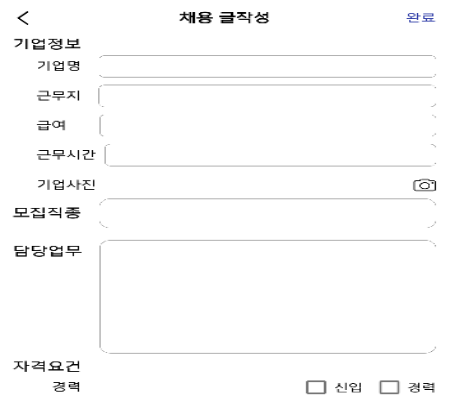 채용 글작성 완료
기업정보
기업명
근무지
급여
근무시간
기업사진
모집직종
담당업무
자격요건
경력 신입 경력